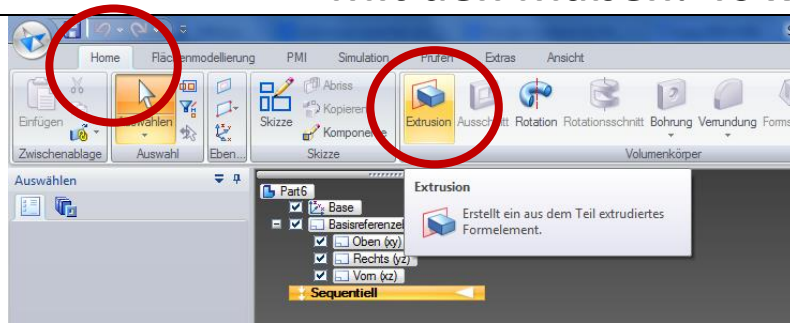 Home Flächenmodellierung PMI Simulation Prüfen Extras Ansicht
Einfügen
Auswählen
Skizze
Abriss
Kopieren
Komponente
Extrusion Ausschnitt Rotation Rotationsschnitt Bohrung Verrundung
Zwischenablage Auswahl Eben... Skizze Volumenkörper
Auswählen
Part6
Base
Basisreferenzel
Oben (xy)
Rechts (yz)
Vorn (xz)
Sequentiell
Extrusion
Erstellt ein aus dem Teil extrudiertes
Formelement.